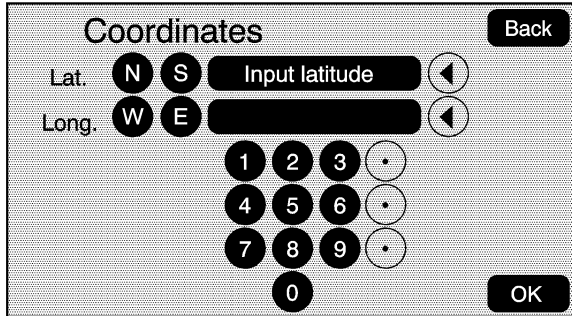 Coordinates Back
Lat. N S Input latitude
Long. W E
1 2 3
4 5 6
7 8 9
0 OK